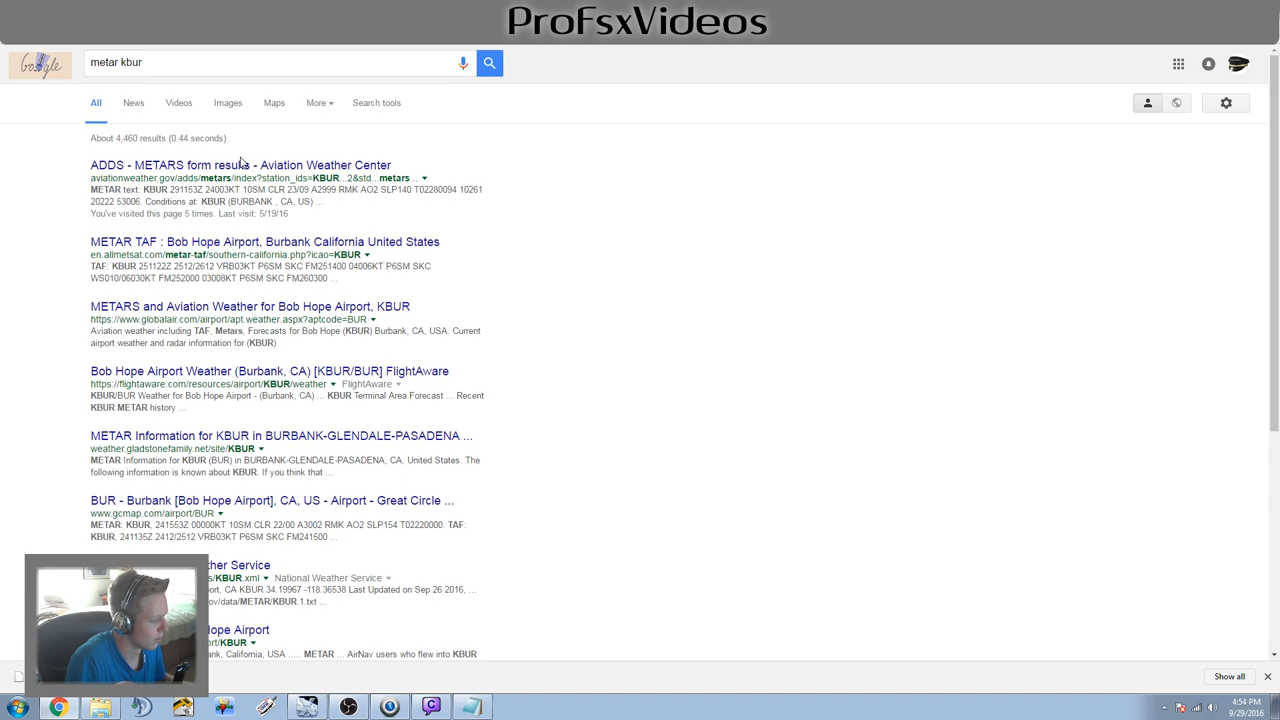 ProFsxVideos
Google
metar kbur
All News Videos Images Maps More Search tools
About 4,460 results (0.44 seconds)
ADDS - METARS form results - Aviation Weather Center
aviationweather.gov/adds/metars/index?station_ids=KBUR...2&std... metars...
METAR text: KBUR 291153Z 24003KT 10SM CLR 23/09 A2999 RMK AO2 SLP140 T02280094 10261
20222 53006. Conditions at: KBUR (BURBANK , CA, US) ...
You've visited this page 5 times. Last visit: 5/19/16
METAR TAF : Bob Hope Airport, Burbank California United States
en.allmetsat.com/metar-taf/southern-california.php?icao=KBUR
TAF: KBUR 251122Z 2512/2612 VRB03KT P6SM SKC FM251400 04006KT P6SM SKC
WS010/06030KT FM252000 03008KT P6SM SKC FM260300 ...
METARS and Aviation Weather for Bob Hope Airport, KBUR
https://www.globalair.com/airport/apt.weather.aspx?aptcode=BUR
Aviation weather including TAF, Metars, Forecasts for Bob Hope (KBUR) Burbank, CA, USA. Current
airport weather and radar information for (KBUR)
Bob Hope Airport Weather (Burbank, CA) [KBUR/BUR] FlightAware
https://flightaware.com/resources/airport/KBUR/weather FlightAware
KBUR/BUR Weather for Bob Hope Airport - (Burbank, CA) ... KBUR Terminal Area Forecast ... Recent
KBUR METAR history ...
METAR Information for KBUR in BURBANK-GLENDALE-PASADENA ...
weather.gladstonefamily.net/site/KBUR
METAR Information for KBUR (BUR) in BURBANK-GLENDALE-PASADENA, CA, United States. The
following information is known about KBUR. If you think that ...
BUR - Burbank [Bob Hope Airport], CA, US - Airport - Great Circle ...
www.gcmap.com/airport/BUR
METAR: KBUR, 241553Z 00000KT 10SM CLR 22/00 A3002 RMK AO2 SLP154 T02220000. TAF:
KBUR, 241135Z 2412/2512 VRB03KT P6SM SKC FM241500 ...
ther Service
s/KBUR.xml National Weather Service
ort, CA KBUR 34.19967 -118.36538 Last Updated on Sep 26 2016, ...
ov/data/METAR/KBUR.1.txt ...
Hope Airport
ort/KBUR
ank, California, USA ..... METAR ... AirNav users who flew into KBUR
Show all
4:54 PM
9/29/2016